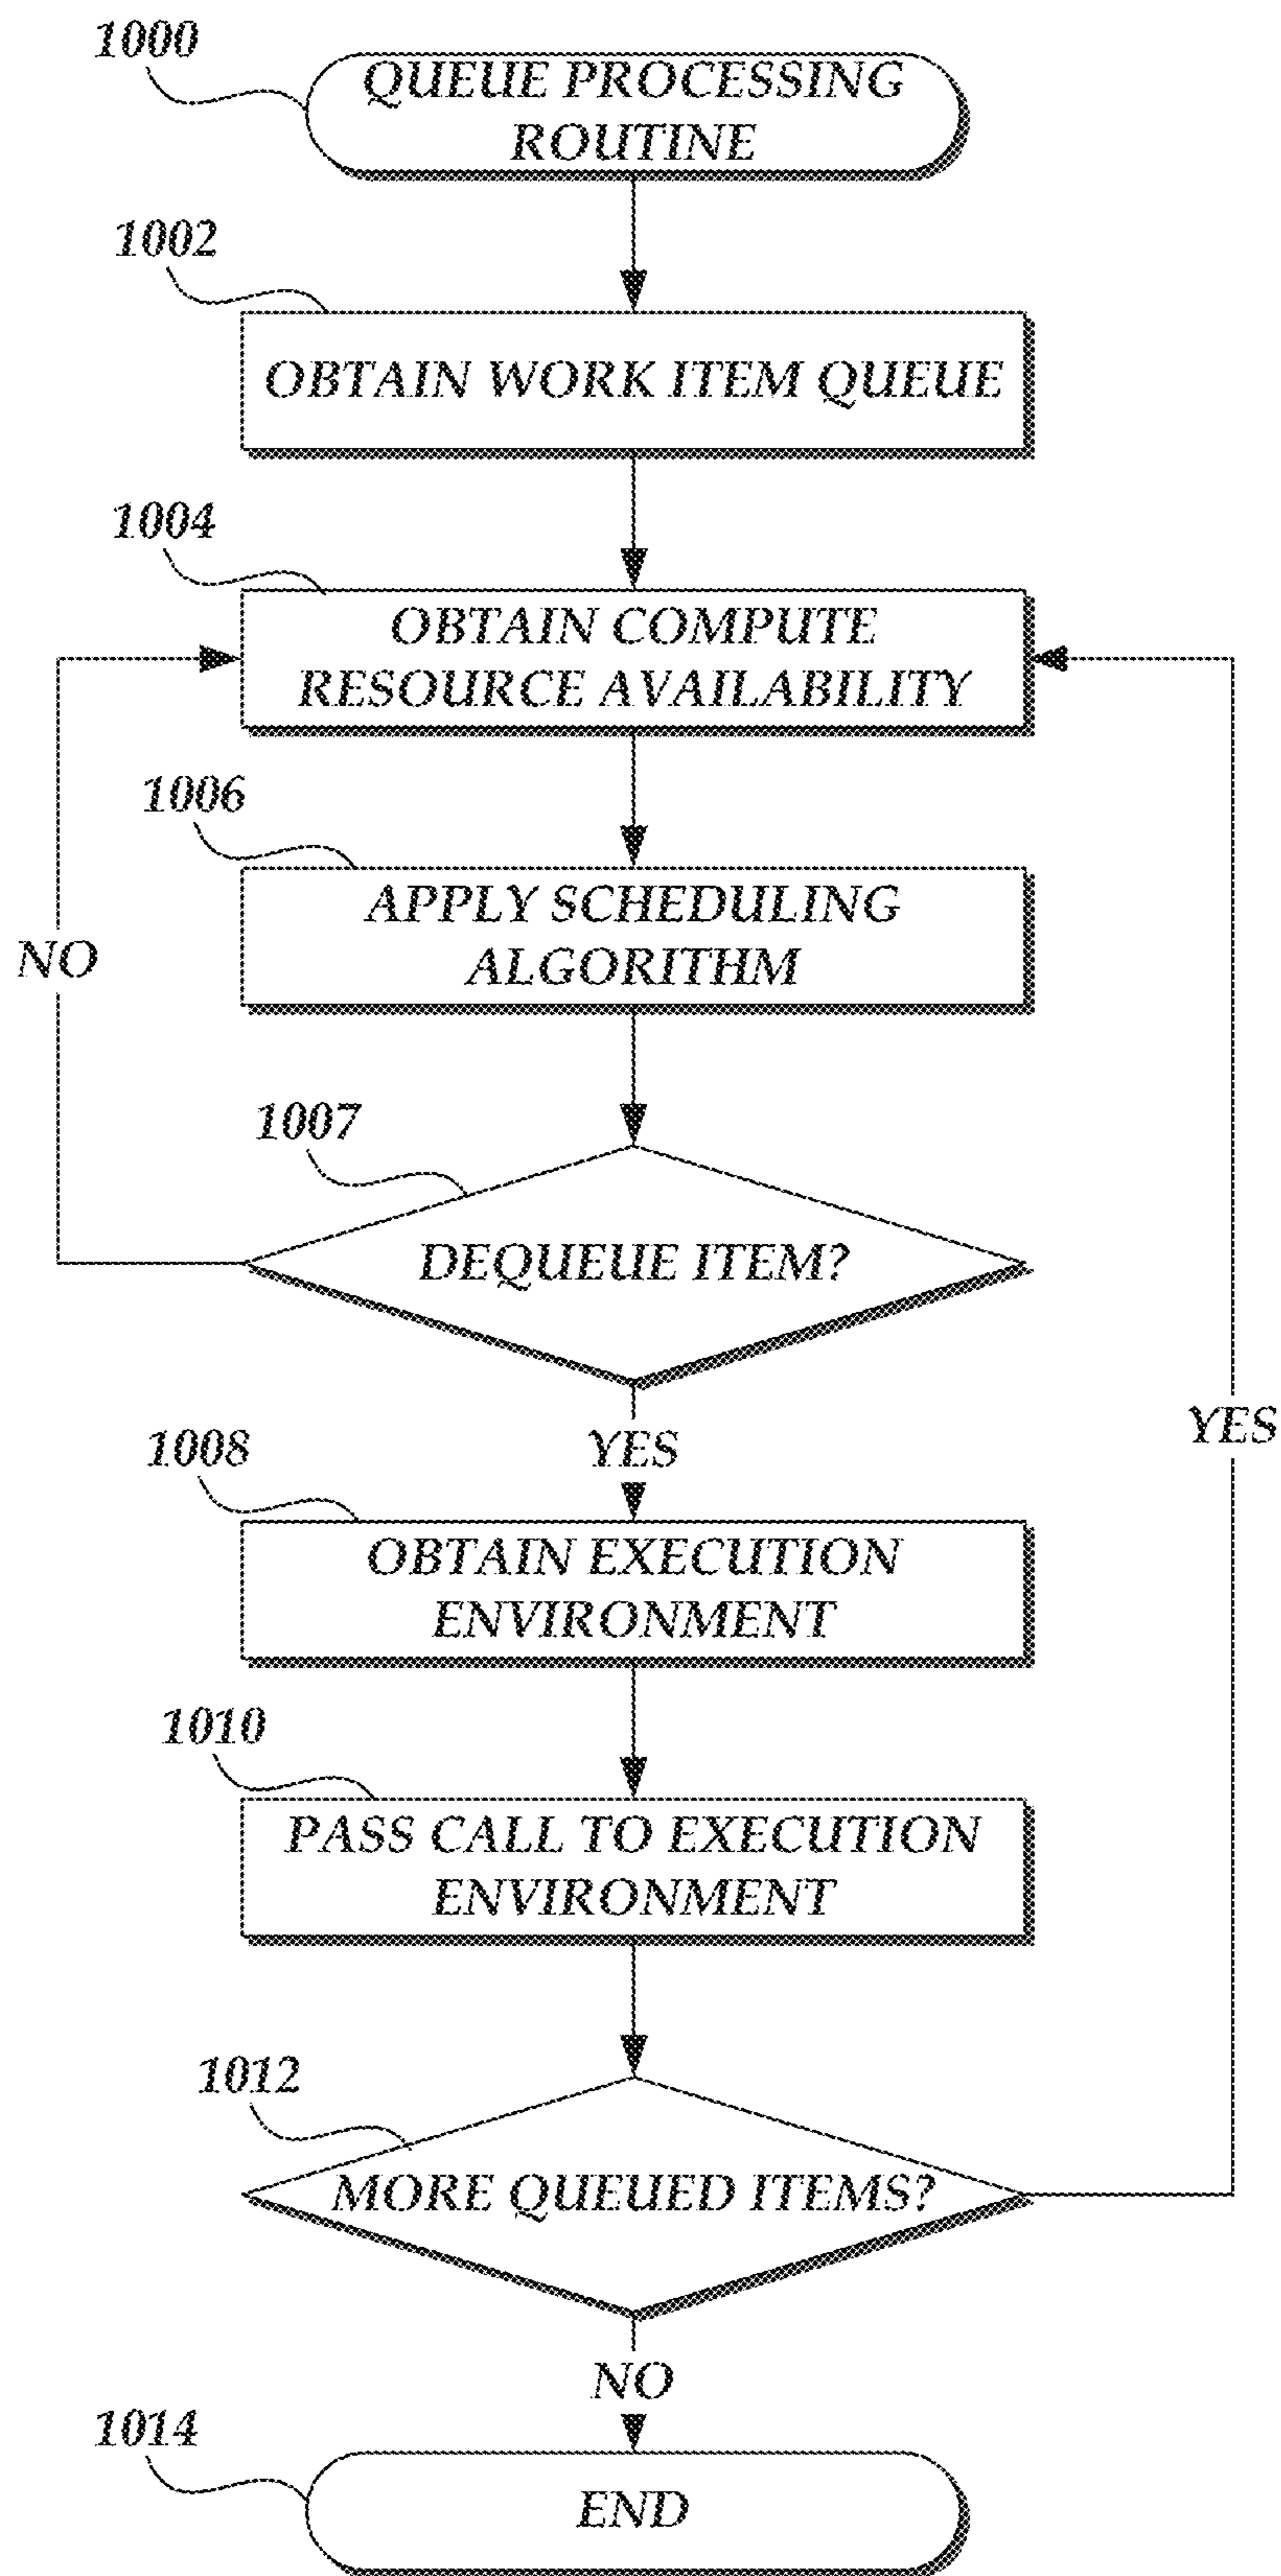 1000
QUEUE PROCESSING
ROUTINE
1002
OBTAIN WORK ITEM QUEUE
1004
OBTAIN COMPUTE
RESOURCE AVAILABILITY
1006
APPLY SCHEDULING
ALGORITHM
NO
1007
DEQUEUE ITEM?
YES
YES
1008
OBTAIN EXECUTION
ENVIRONMENT
1010
PASS CALL TO EXECUTION
ENVIRONMENT
1012
MORE QUEUED ITEMS?
NO
1014
END